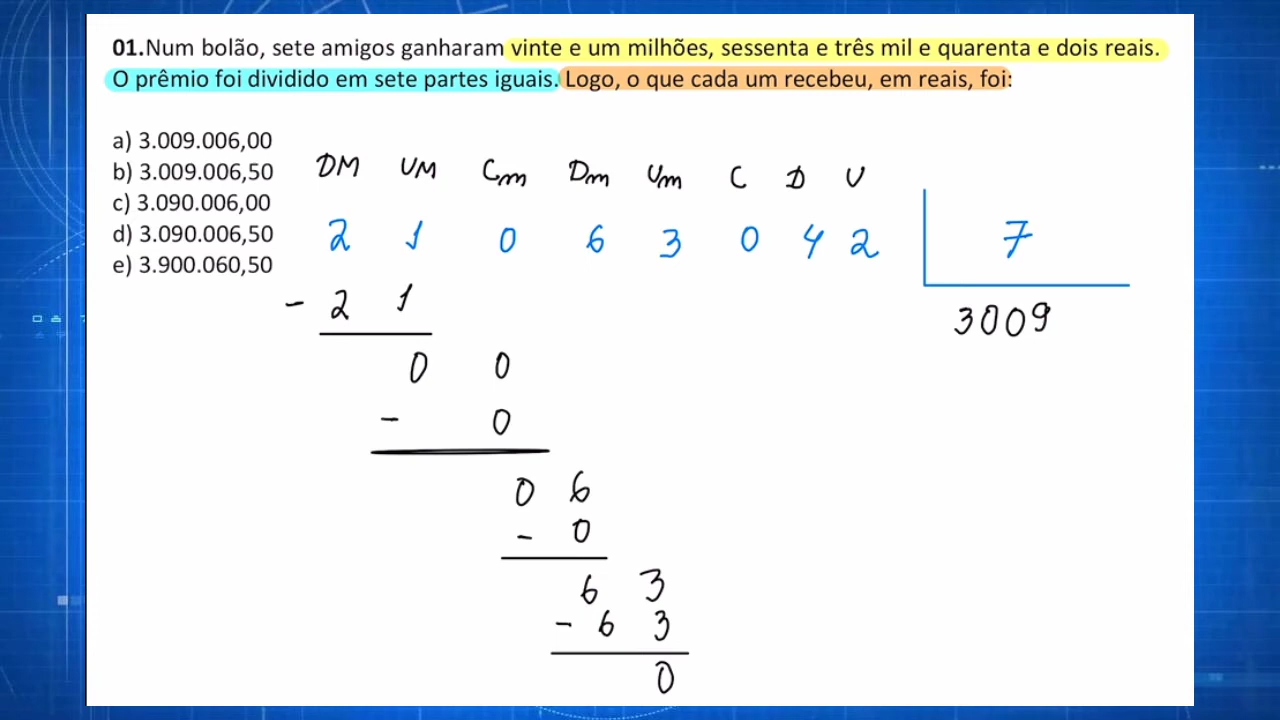 01.Num bolão, sete amigos ganharam vinte e um milhões, sessenta e três mil e quarenta e dois reais.
O prêmio foi dividido em sete partes iguais. Logo, o que cada um recebeu, em reais, foi:
a) 3.009.006,00
b) 3.009.006,50
c) 3.090.006,00
d) 3.090.006,50
e) 3.900.060,50
DM UM Cm Dm Um C D U
2 1 0 6 3 0 4 2 7
- 2 1
3009
0 0
- 0
0 6
- 0
6 3
- 6 3
0